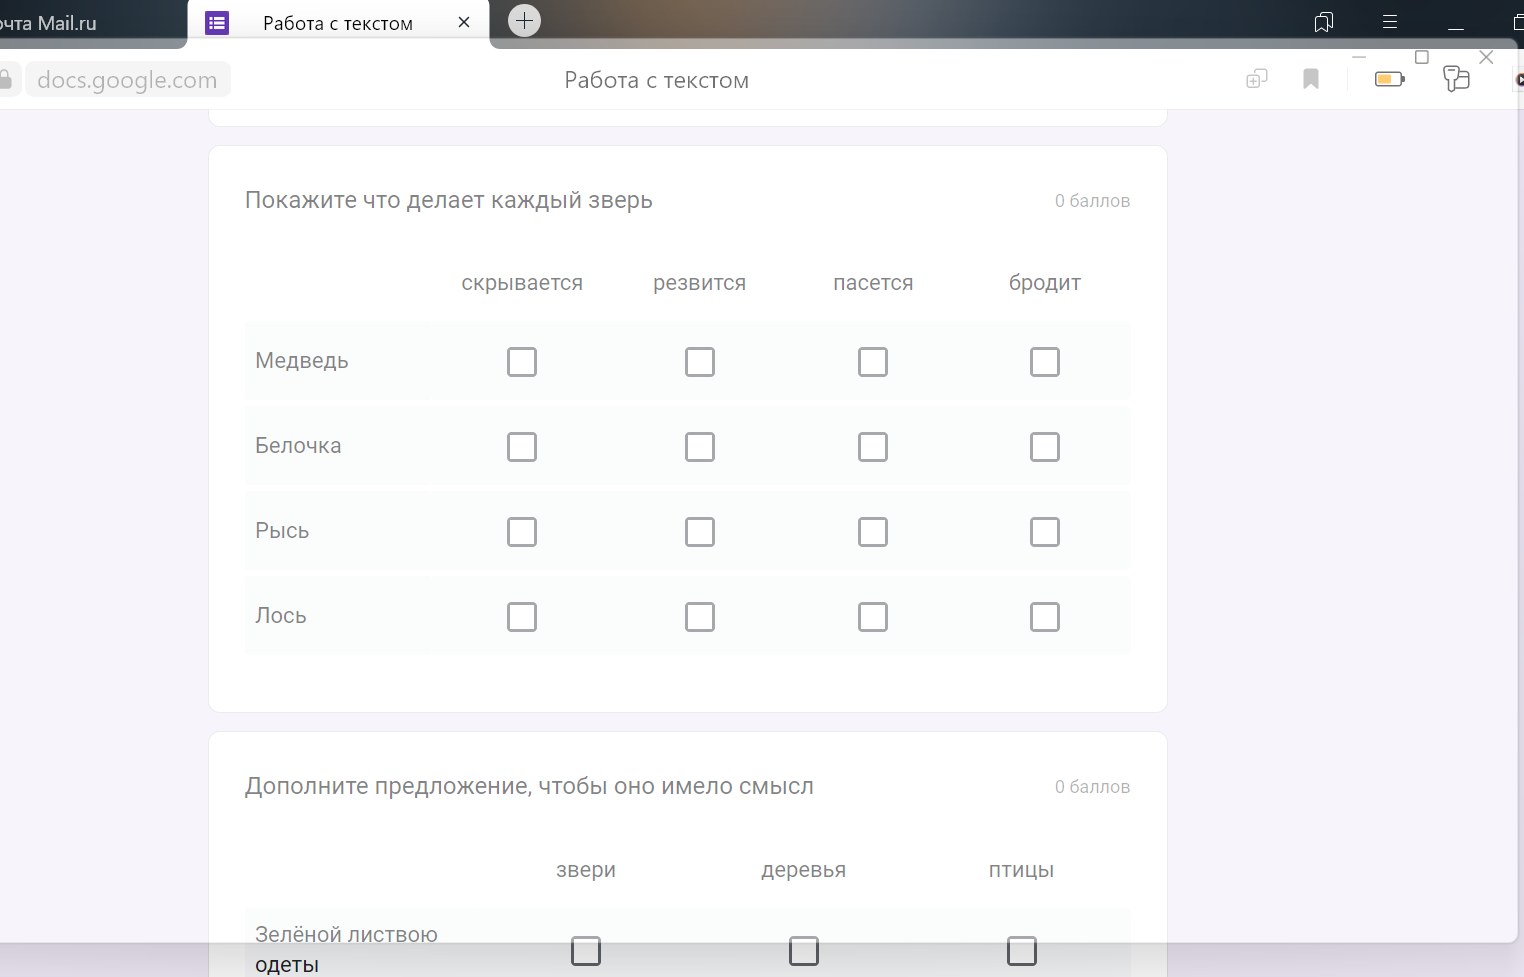 очта Mail.ru
Работа с текстом
docs.google.com
Работа с текстом
Покажите что делает каждый зверь
0 баллов
скрывается резвится пасется бродит
Медведь
Белочка
Рысь
Лось
Дополните предложение, чтобы оно имело смысл
0 баллов
звери деревья птицы
Зелёной листвою
одеты